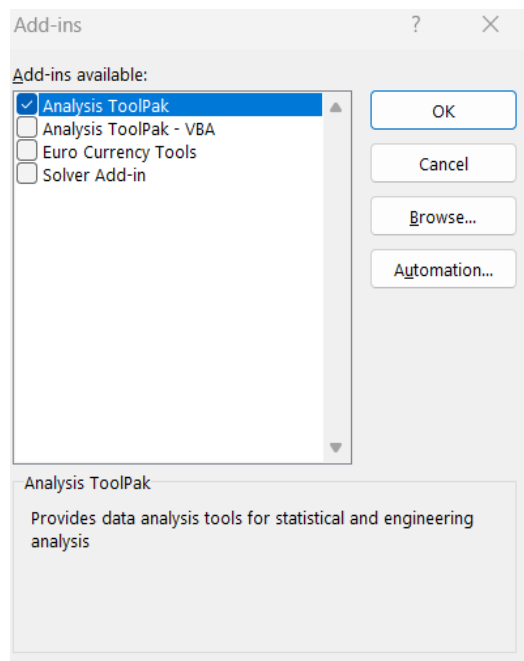 Add-ins ? ×
Add-ins available:
Analysis ToolPak
Analysis ToolPak - VBA
Euro Currency Tools
Solver Add-in
OK
Cancel
Browse...
Automation...
Analysis ToolPak
Provides data analysis tools for statistical and engineering
analysis